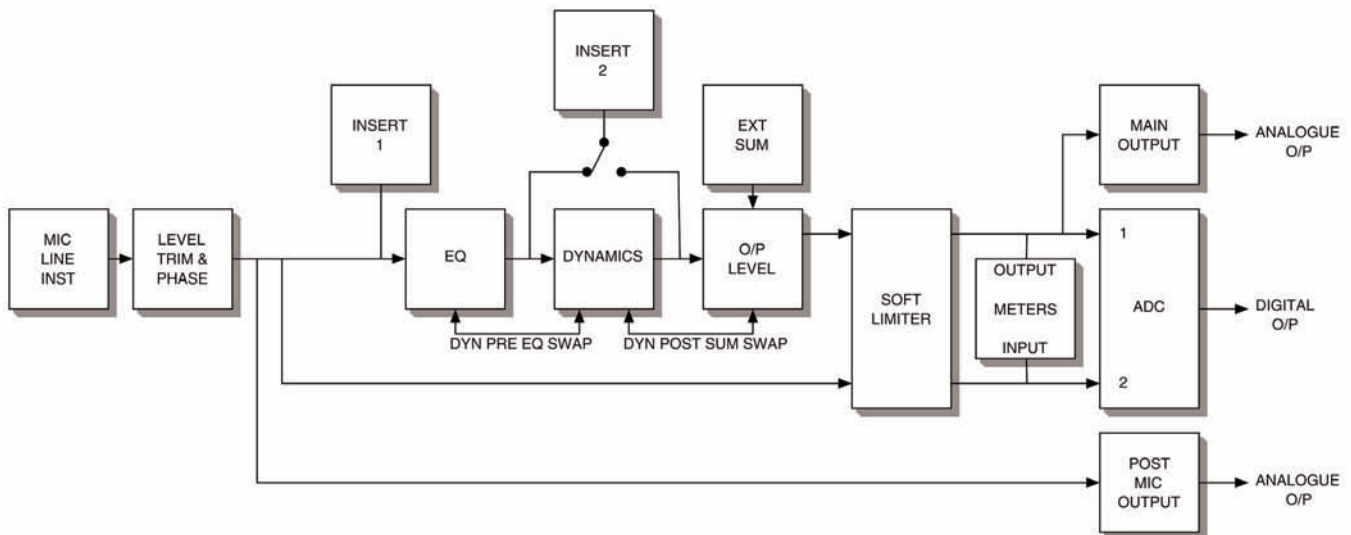 INSERT
2
INSERT
1
EXT
SUM
MAIN
OUTPUT
ANALOGUE
O/P
MIC
LINE
INST
LEVEL
TRIM &
PHASE
EQ
DYNAMICS
O/P
LEVEL
DYN PRE EQ SWAP
DYN POST SUM SWAP
SOFT
LIMITER
OUTPUT
METERS
INPUT
1
ADC
2
DIGITAL
O/P
POST
MIC
OUTPUT
ANALOGUE
O/P